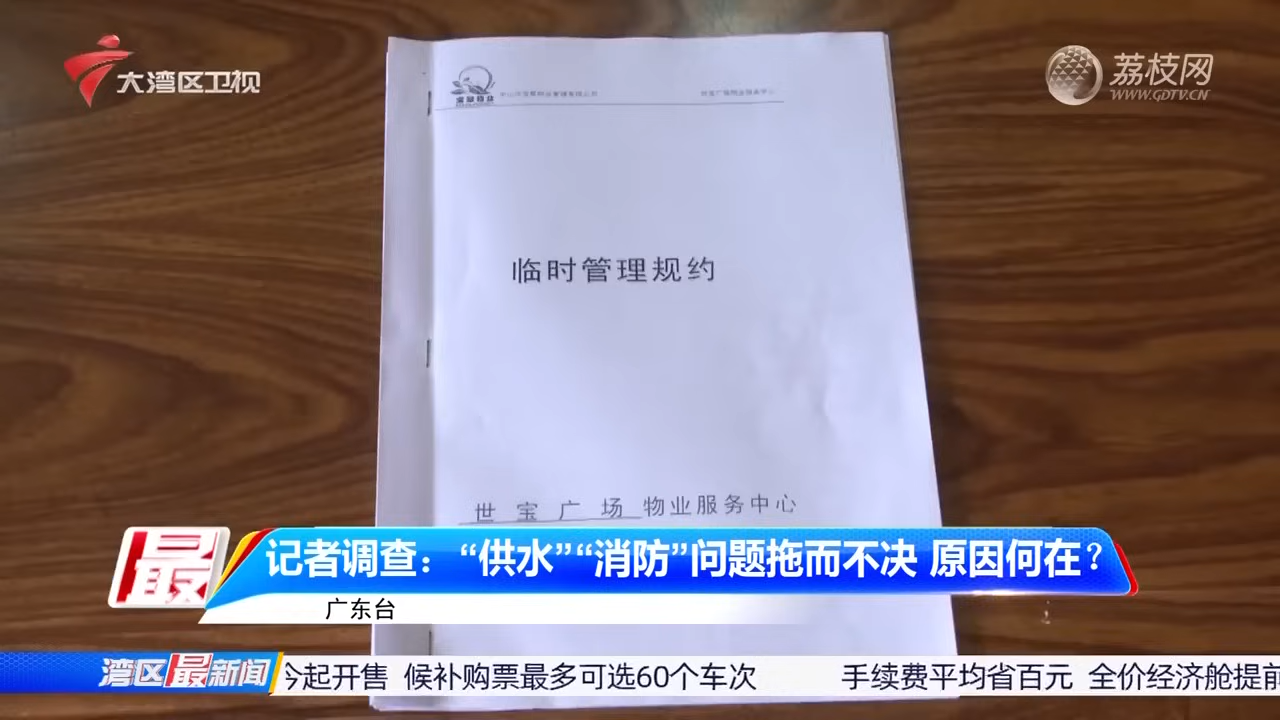 大湾区卫视
荔枝网
WWW.GDTV.CN
临时管理规约
世宝广场物业服务中心
最
记者调查：“供水”“消防”问题拖而不决 原因何在？
广东台
湾区最新闻
今起开售 候补购票最多可选60个车次 手续费平均省百元 全价经济舱提前